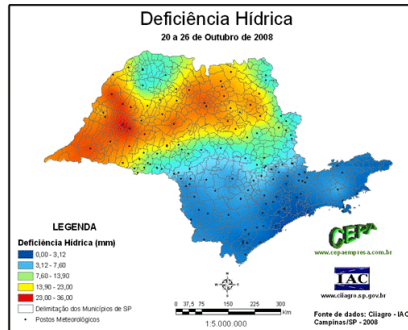 Deficiência Hídrica
20 a 26 de Outubro de 2008
LEGENDA
Deficiência Hídrica (mm)
0,00 - 3,12
3,12 - 7,60
7,60 - 13,90
13,90 - 23,00
23,00 - 36,00
Delimitação dos Municípios de SP
Postos Meteorológicos
0 37,5 75 150 225 300
Km
1:5 000 000
CEPA
www.cepaempresa.com.br
IAC
www.ciiagro.sp.gov.br
Fonte de dados: Ciiagro - IAC
Campinas/SP - 2008